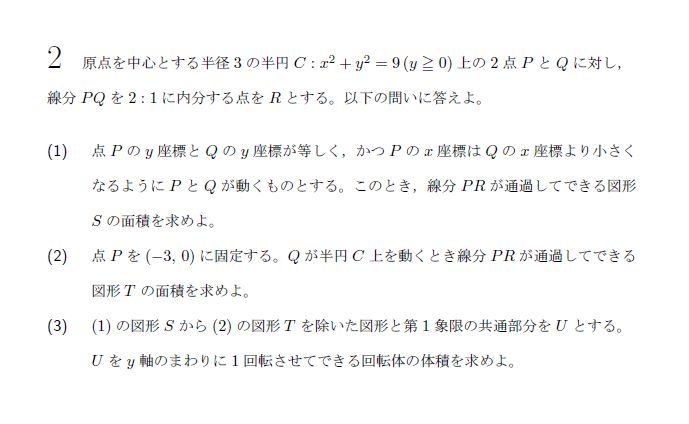 2 原点を中心とする半径 3 の半円 C : x² + y² = 9 (y ≧ 0) 上の 2 点 P と Q に対し,
線分 PQ を 2 : 1 に内分する点を R とする。以下の問いに答えよ。
(1) 点 P の y 座標と Q の y 座標が等しく, かつ P の x 座標は Q の x 座標より小さく
なるように P と Q が動くものとする。このとき, 線分 PR が通過してできる図形
S の面積を求めよ。
(2) 点 P を (−3, 0) に固定する。Q が半円 C 上を動くとき線分 PR が通過してできる
図形 T の面積を求めよ。
(3) (1) の図形 S から (2) の図形 T を除いた図形と第 1 象限の共通部分を U とする。
U を y 軸のまわりに 1 回転させてできる回転体の体積を求めよ。